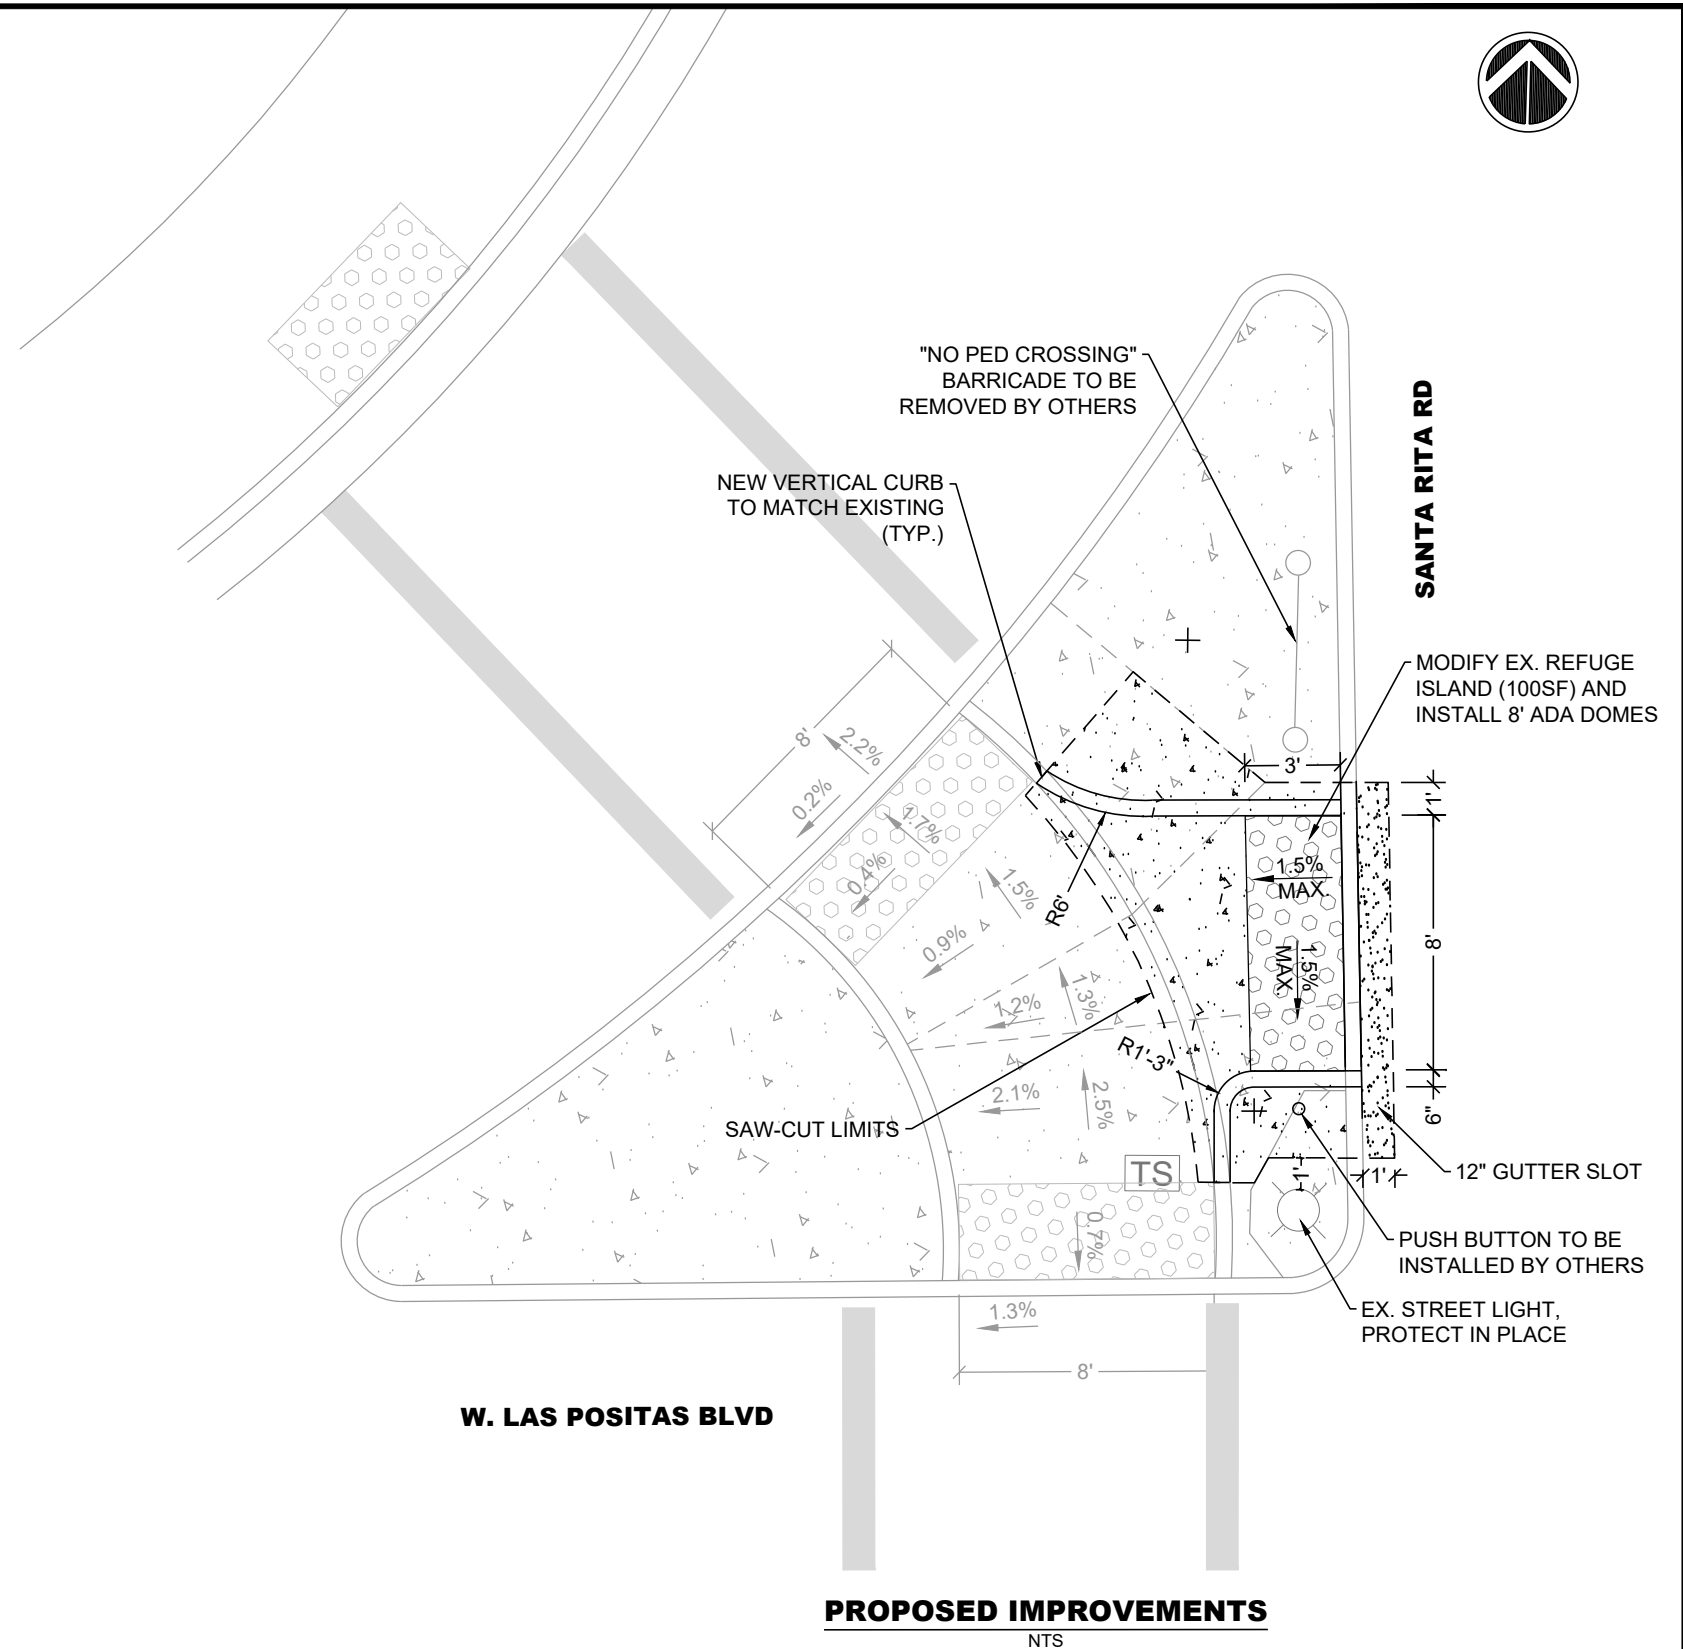 "NO PED CROSSING"
BARRICADE TO BE
REMOVED BY OTHERS
SANTA RITA RD
NEW VERTICAL CURB
TO MATCH EXISTING
(TYP.)
MODIFY EX. REFUGE
ISLAND (100SF) AND
INSTALL 8' ADA DOMES
8'
2.2%
0.2%
1.7%
0.4%
1.5%
0.9%
R6'
3'
1'
1.5%
MAX.
1.5%
MAX.
8'
1.3%
1.2%
R1'-3"
2.1%
2.5%
SAW-CUT LIMITS
6"
TS
1'
1'
12" GUTTER SLOT
0.7%
PUSH BUTTON TO BE
INSTALLED BY OTHERS
1.3%
EX. STREET LIGHT,
PROTECT IN PLACE
8'
W. LAS POSITAS BLVD
PROPOSED IMPROVEMENTS
NTS